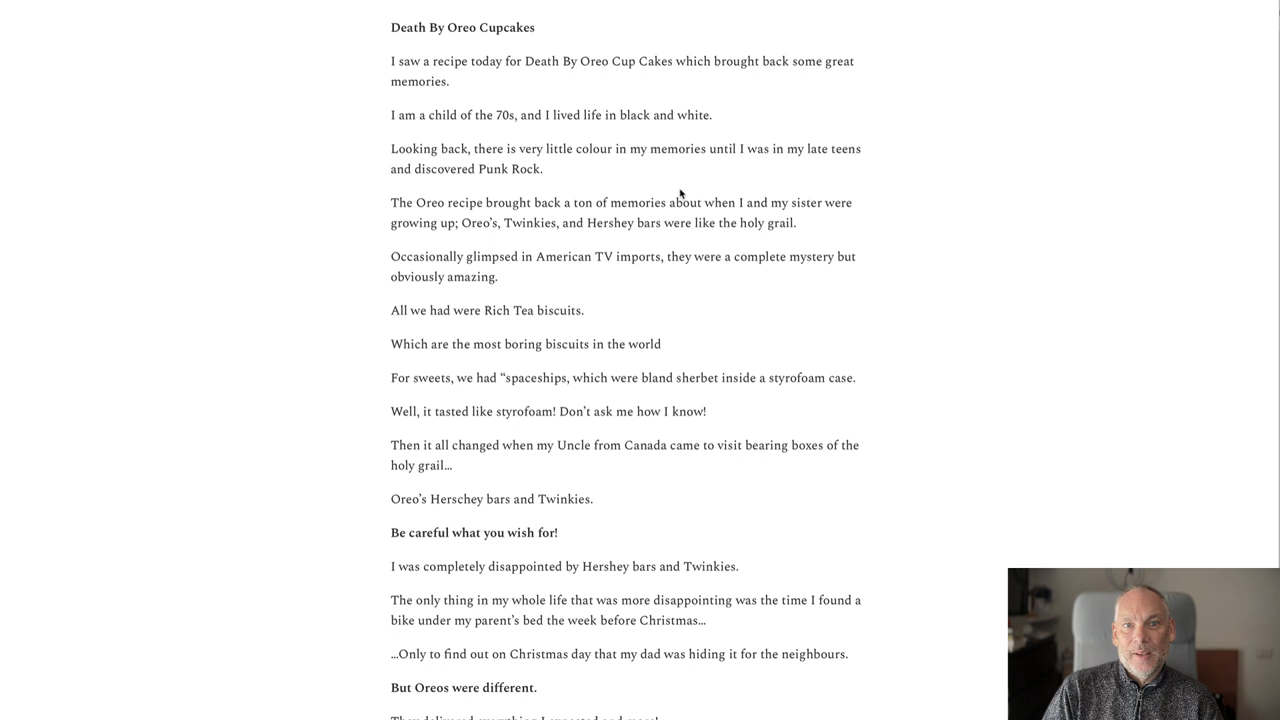 Death By Oreo Cupcakes
I saw a recipe today for Death By Oreo Cup Cakes which brought back some great
memories.
I am a child of the 70s, and I lived life in black and white.
Looking back, there is very little colour in my memories until I was in my late teens
and discovered Punk Rock.
The Oreo recipe brought back a ton of memories about when I and my sister were
growing up; Oreo’s, Twinkies, and Hershey bars were like the holy grail.
Occasionally glimpsed in American TV imports, they were a complete mystery but
obviously amazing.
All we had were Rich Tea biscuits.
Which are the most boring biscuits in the world
For sweets, we had “spaceships, which were bland sherbet inside a styrofoam case.
Well, it tasted like styrofoam! Don’t ask me how I know!
Then it all changed when my Uncle from Canada came to visit bearing boxes of the
holy grail…
Oreo’s Herschey bars and Twinkies.
Be careful what you wish for!
I was completely disappointed by Hershey bars and Twinkies.
The only thing in my whole life that was more disappointing was the time I found a
bike under my parent’s bed the week before Christmas…
…Only to find out on Christmas day that my dad was hiding it for the neighbours.
But Oreos were different.
They delivered everything I expected and more!